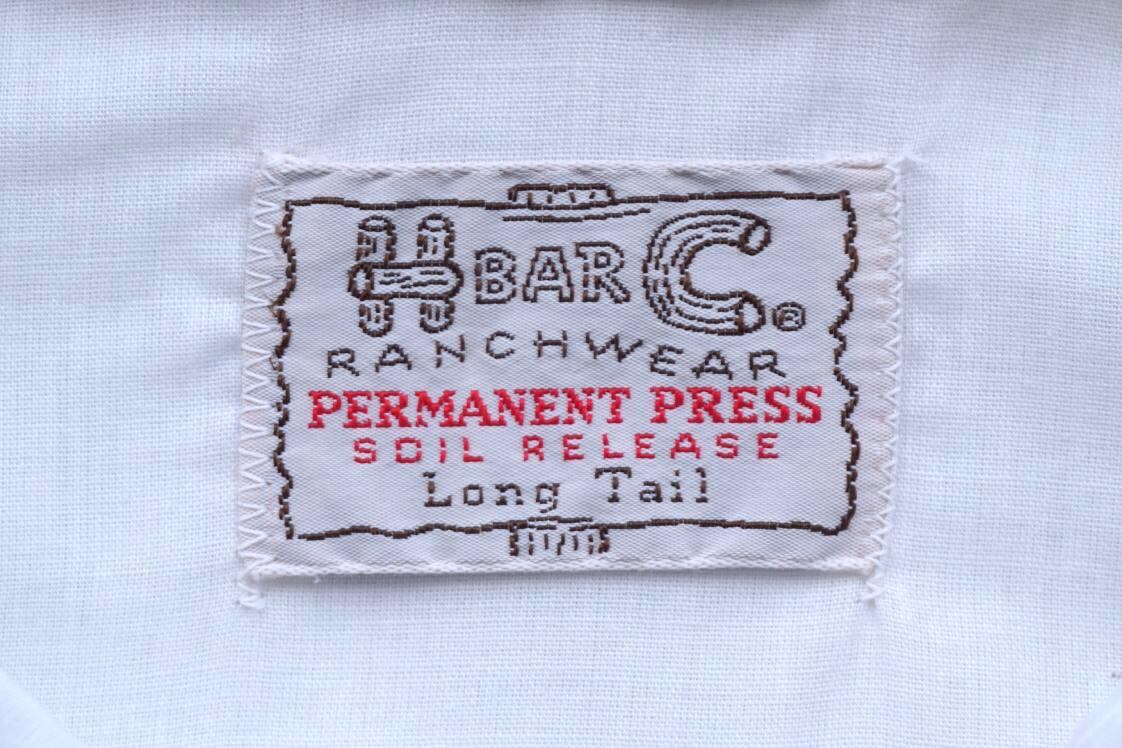 H BAR C. ®
RANCHWEAR
PERMANENT PRESS
SOIL RELEASE
Long Tail